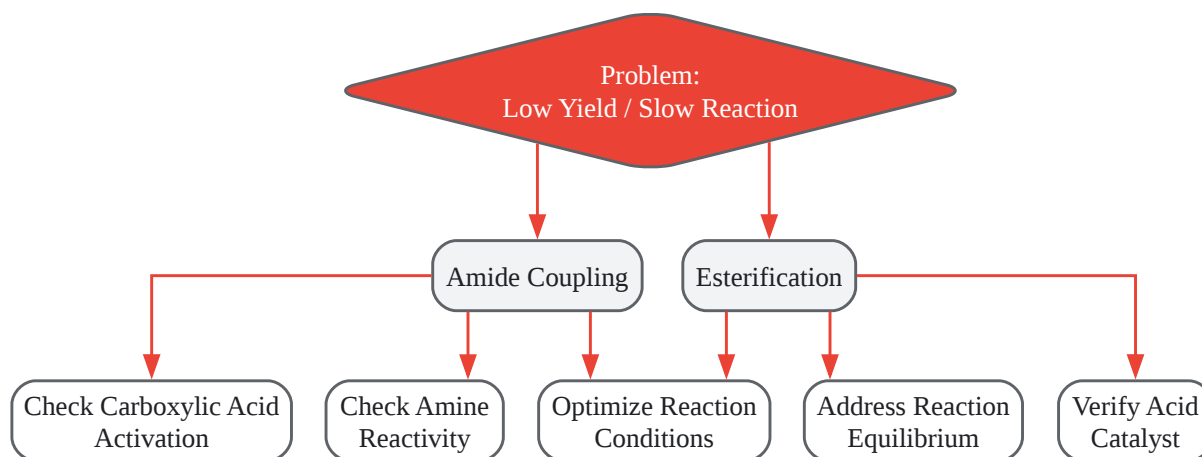 Problem:
Low Yield / Slow Reaction
Amide Coupling
Esterification
Check Carboxylic Acid
Activation
Check Amine
Reactivity
Optimize Reaction
Conditions
Address Reaction
Equilibrium
Verify Acid
Catalyst